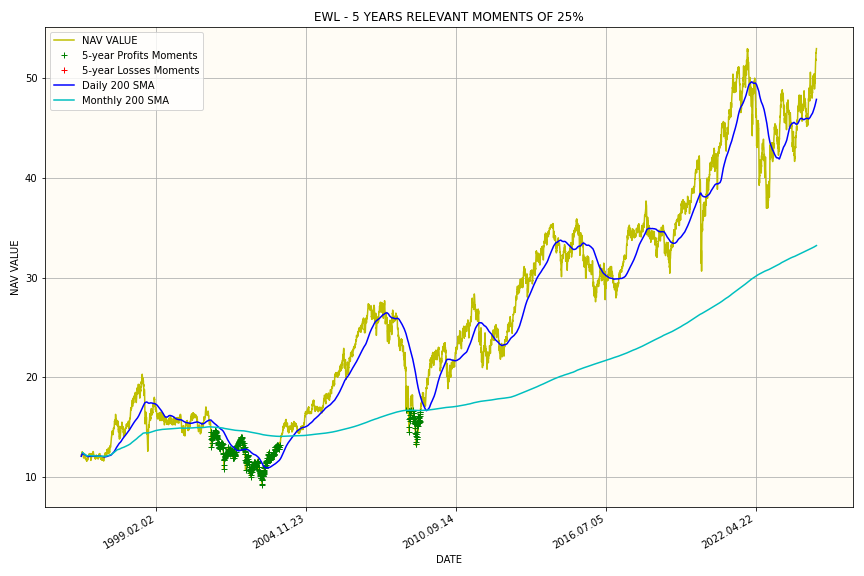 EWL - 5 YEARS RELEVANT MOMENTS OF 25%
NAV VALUE
5-year Profits Moments
5-year Losses Moments
Daily 200 SMA
Monthly 200 SMA
50
40
30
20
10
NAV VALUE
1999.02.02
2004.11.23
2010.09.14
2016.07.05
2022.04.22
DATE